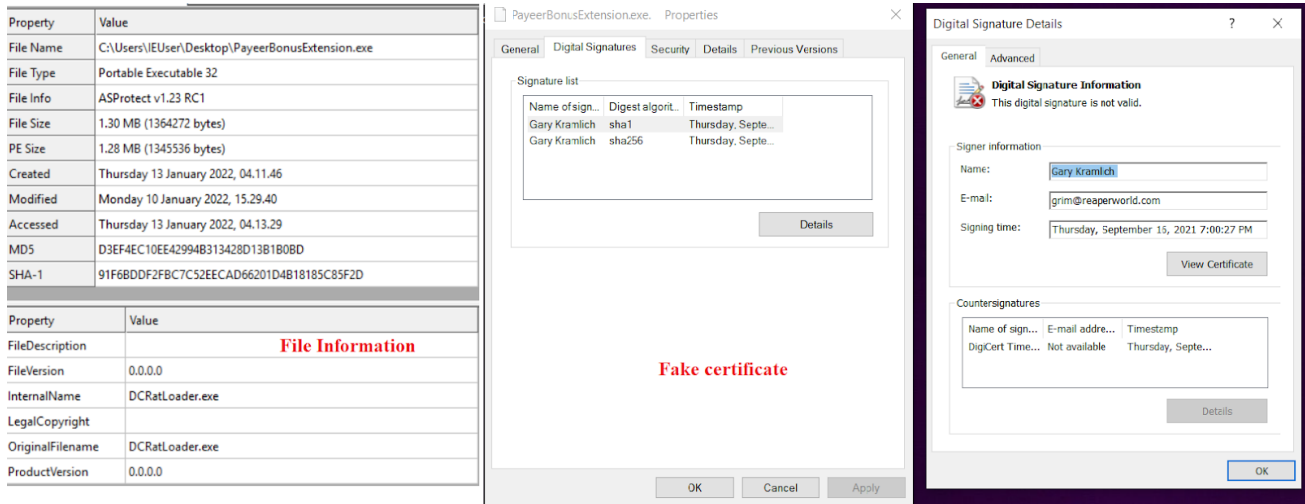 Property Value
File Name C:\Users\IEUser\Desktop\PayeerBonusExtension.exe
File Type Portable Executable 32
File Info ASProtect v1.23 RC1
File Size 1.30 MB (1364272 bytes)
PE Size 1.28 MB (1345536 bytes)
Created Thursday 13 January 2022, 04.11.46
Modified Monday 10 January 2022, 15.29.40
Accessed Thursday 13 January 2022, 04.13.29
MD5 D3EF4EC10EE42994B313428D13B1B0BD
SHA-1 91F6BDDF2FBC7C52EECAD66201D4B18185C85F2D
Property Value
FileDescription
File Information
FileVersion 0.0.0.0
InternalName DCRatLoader.exe
LegalCopyright
OriginalFilename DCRatLoader.exe
ProductVersion 0.0.0.0
PayeerBonusExtension.exe. Properties
General Digital Signatures Security Details Previous Versions
Signature list
Name of sign... Digest algorit... Timestamp
Gary Kramlich sha1 Thursday, Septe...
Gary Kramlich sha256 Thursday, Septe...
Details
Fake certificate
OK Cancel Apply
Digital Signature Details ?
General Advanced
Digital Signature Information
This digital signature is not valid.
Signer information
Name: Gary Kramlich
E-mail: grim@reaperworld.com
Signing time: Thursday, September 15, 2021 7:00:27 PM
View Certificate
Countersignatures
Name of sign... E-mail addre... Timestamp
DigiCert Time... Not available Thursday, Septe...
Details
OK